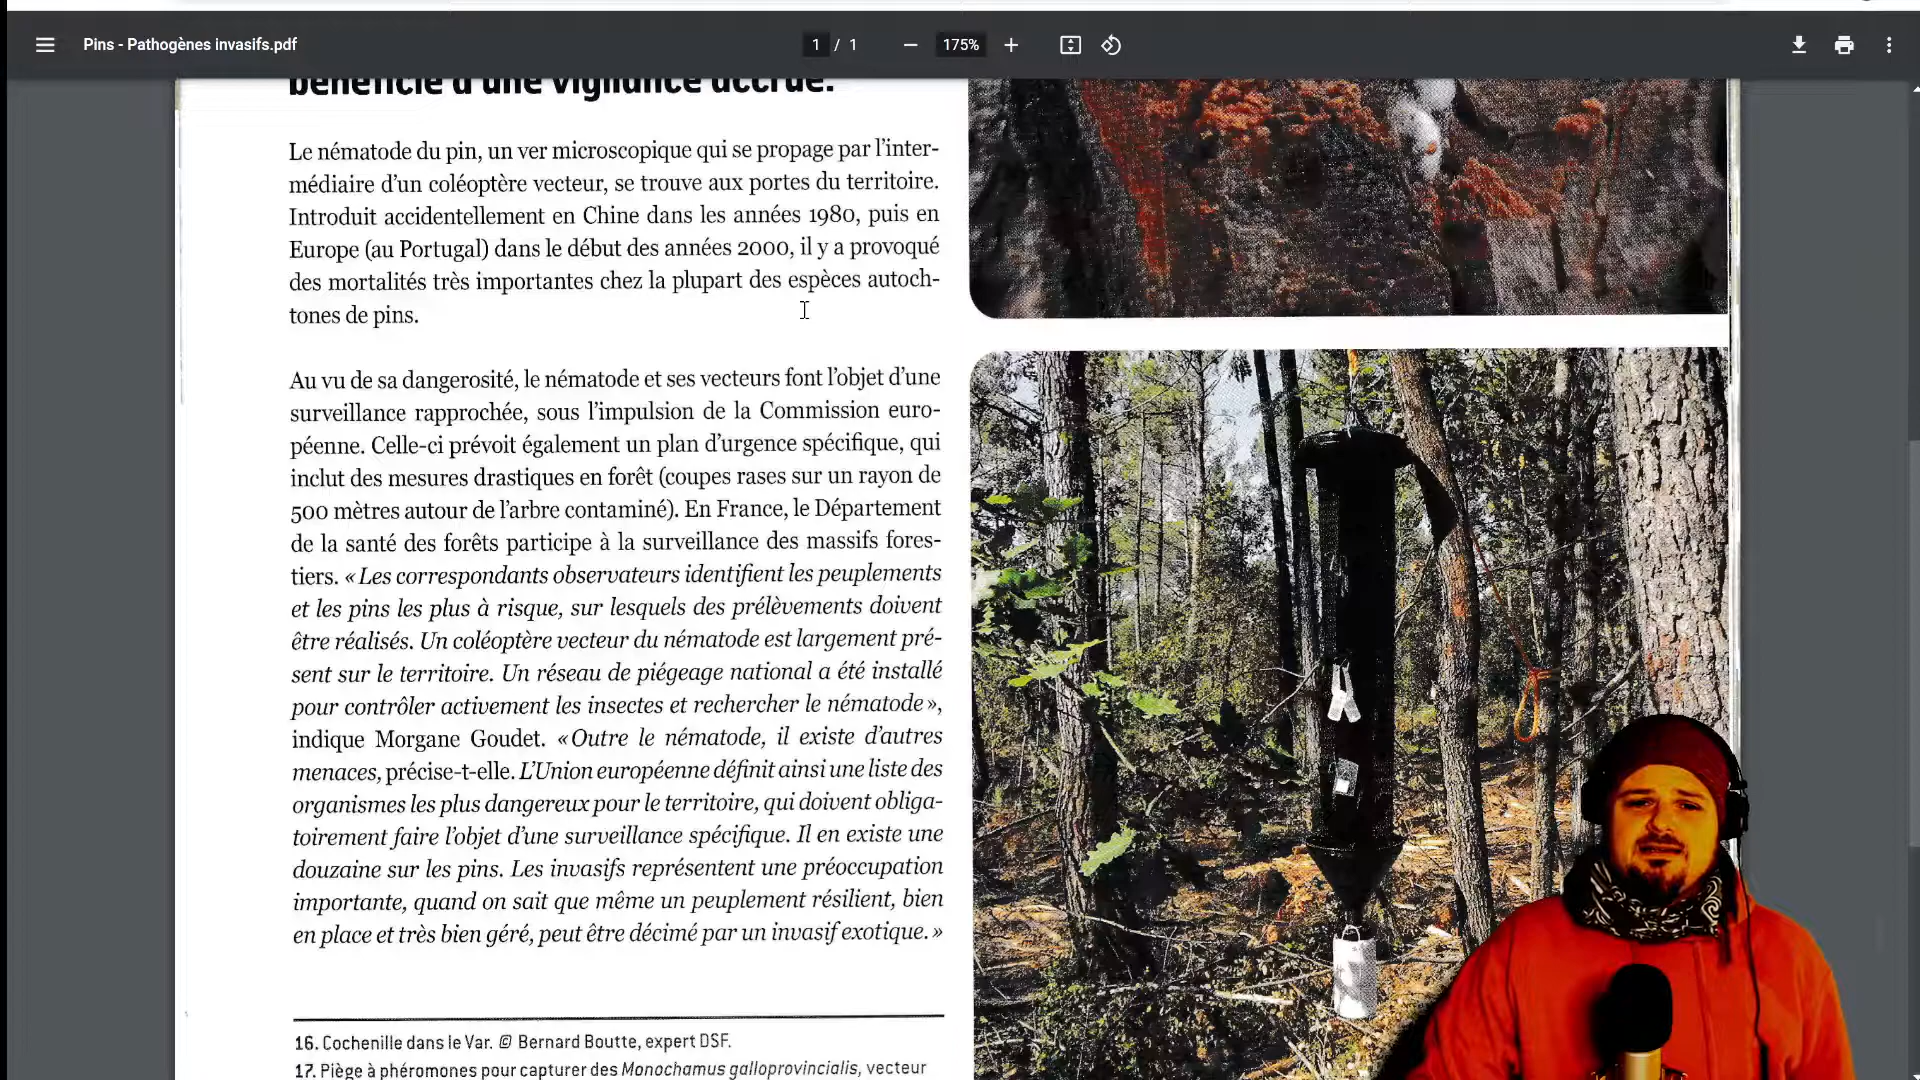 Pins - Pathogènes invasifs.pdf
1 / 1
175%
bénéficie d'une vigilance accrue.
Le nématode du pin, un ver microscopique qui se propage par l'inter-
médiaire d'un coléoptère vecteur, se trouve aux portes du territoire.
Introduit accidentellement en Chine dans les années 1980, puis en
Europe (au Portugal) dans le début des années 2000, il y a provoqué
des mortalités très importantes chez la plupart des espèces autoch-
tones de pins.
Au vu de sa dangerosité, le nématode et ses vecteurs font l'objet d'une
surveillance rapprochée, sous l'impulsion de la Commission euro-
péenne. Celle-ci prévoit également un plan d'urgence spécifique, qui
inclut des mesures drastiques en forêt (coupes rases sur un rayon de
500 mètres autour de l'arbre contaminé). En France, le Département
de la santé des forêts participe à la surveillance des massifs fores-
tiers. «Les correspondants observateurs identifient les peuplements
et les pins les plus à risque, sur lesquels des prélèvements doivent
être réalisés. Un coléoptère vecteur du nématode est largement pré-
sent sur le territoire. Un réseau de piégeage national a été installé
pour contrôler activement les insectes et rechercher le nématode»,
indique Morgane Goudet. «Outre le nématode, il existe d'autres
menaces, précise-t-elle. L'Union européenne définit ainsi une liste des
organismes les plus dangereux pour le territoire, qui doivent obliga-
toirement faire l'objet d'une surveillance spécifique. Il en existe une
douzaine sur les pins. Les invasifs représentent une préoccupation
importante, quand on sait que même un peuplement résilient, bien
en place et très bien géré, peut être décimé par un invasif exotique.»
16. Cochenille dans le Var. © Bernard Boutte, expert DSF.
17. Piège à phéromones pour capturer des Monochamus galloprovincialis, vecteur